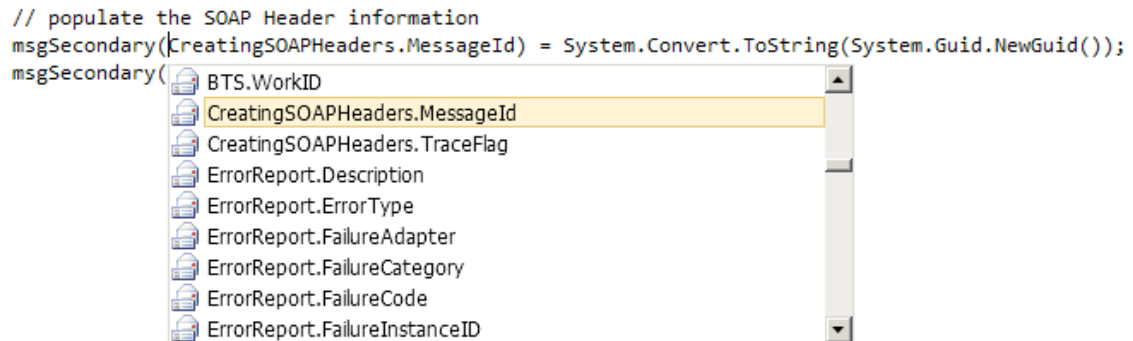 // populate the SOAP Header information
msgSecondary(CreatingSOAPHeaders.MessageId) = System.Convert.ToString(System.Guid.NewGuid());
msgSecondary(
BTS.WorkID
CreatingSOAPHeaders.MessageId
CreatingSOAPHeaders.TraceFlag
ErrorReport.Description
ErrorReport.ErrorType
ErrorReport.FailureAdapter
ErrorReport.FailureCategory
ErrorReport.FailureCode
ErrorReport.FailureInstanceID